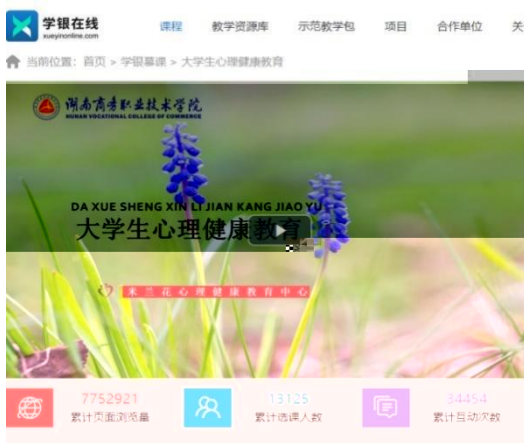 学银在线
xueyinonline.com
课程 教学资源库 示范教学包 项目 合作单位 关
当前位置： 首页 > 学银慕课 > 大学生心理健康教育
湖南商务职业技术学院
HUNAN VOCATIONAL COLLEGE OF COMMERCE
DA XUE SHENG XIN LI JIAN KANG JIAO YU
大学生心理健康教育
米兰花心理健康教育中心
7752921 13125 34454
累计页面浏览量 累计选课人数 累计互动次数